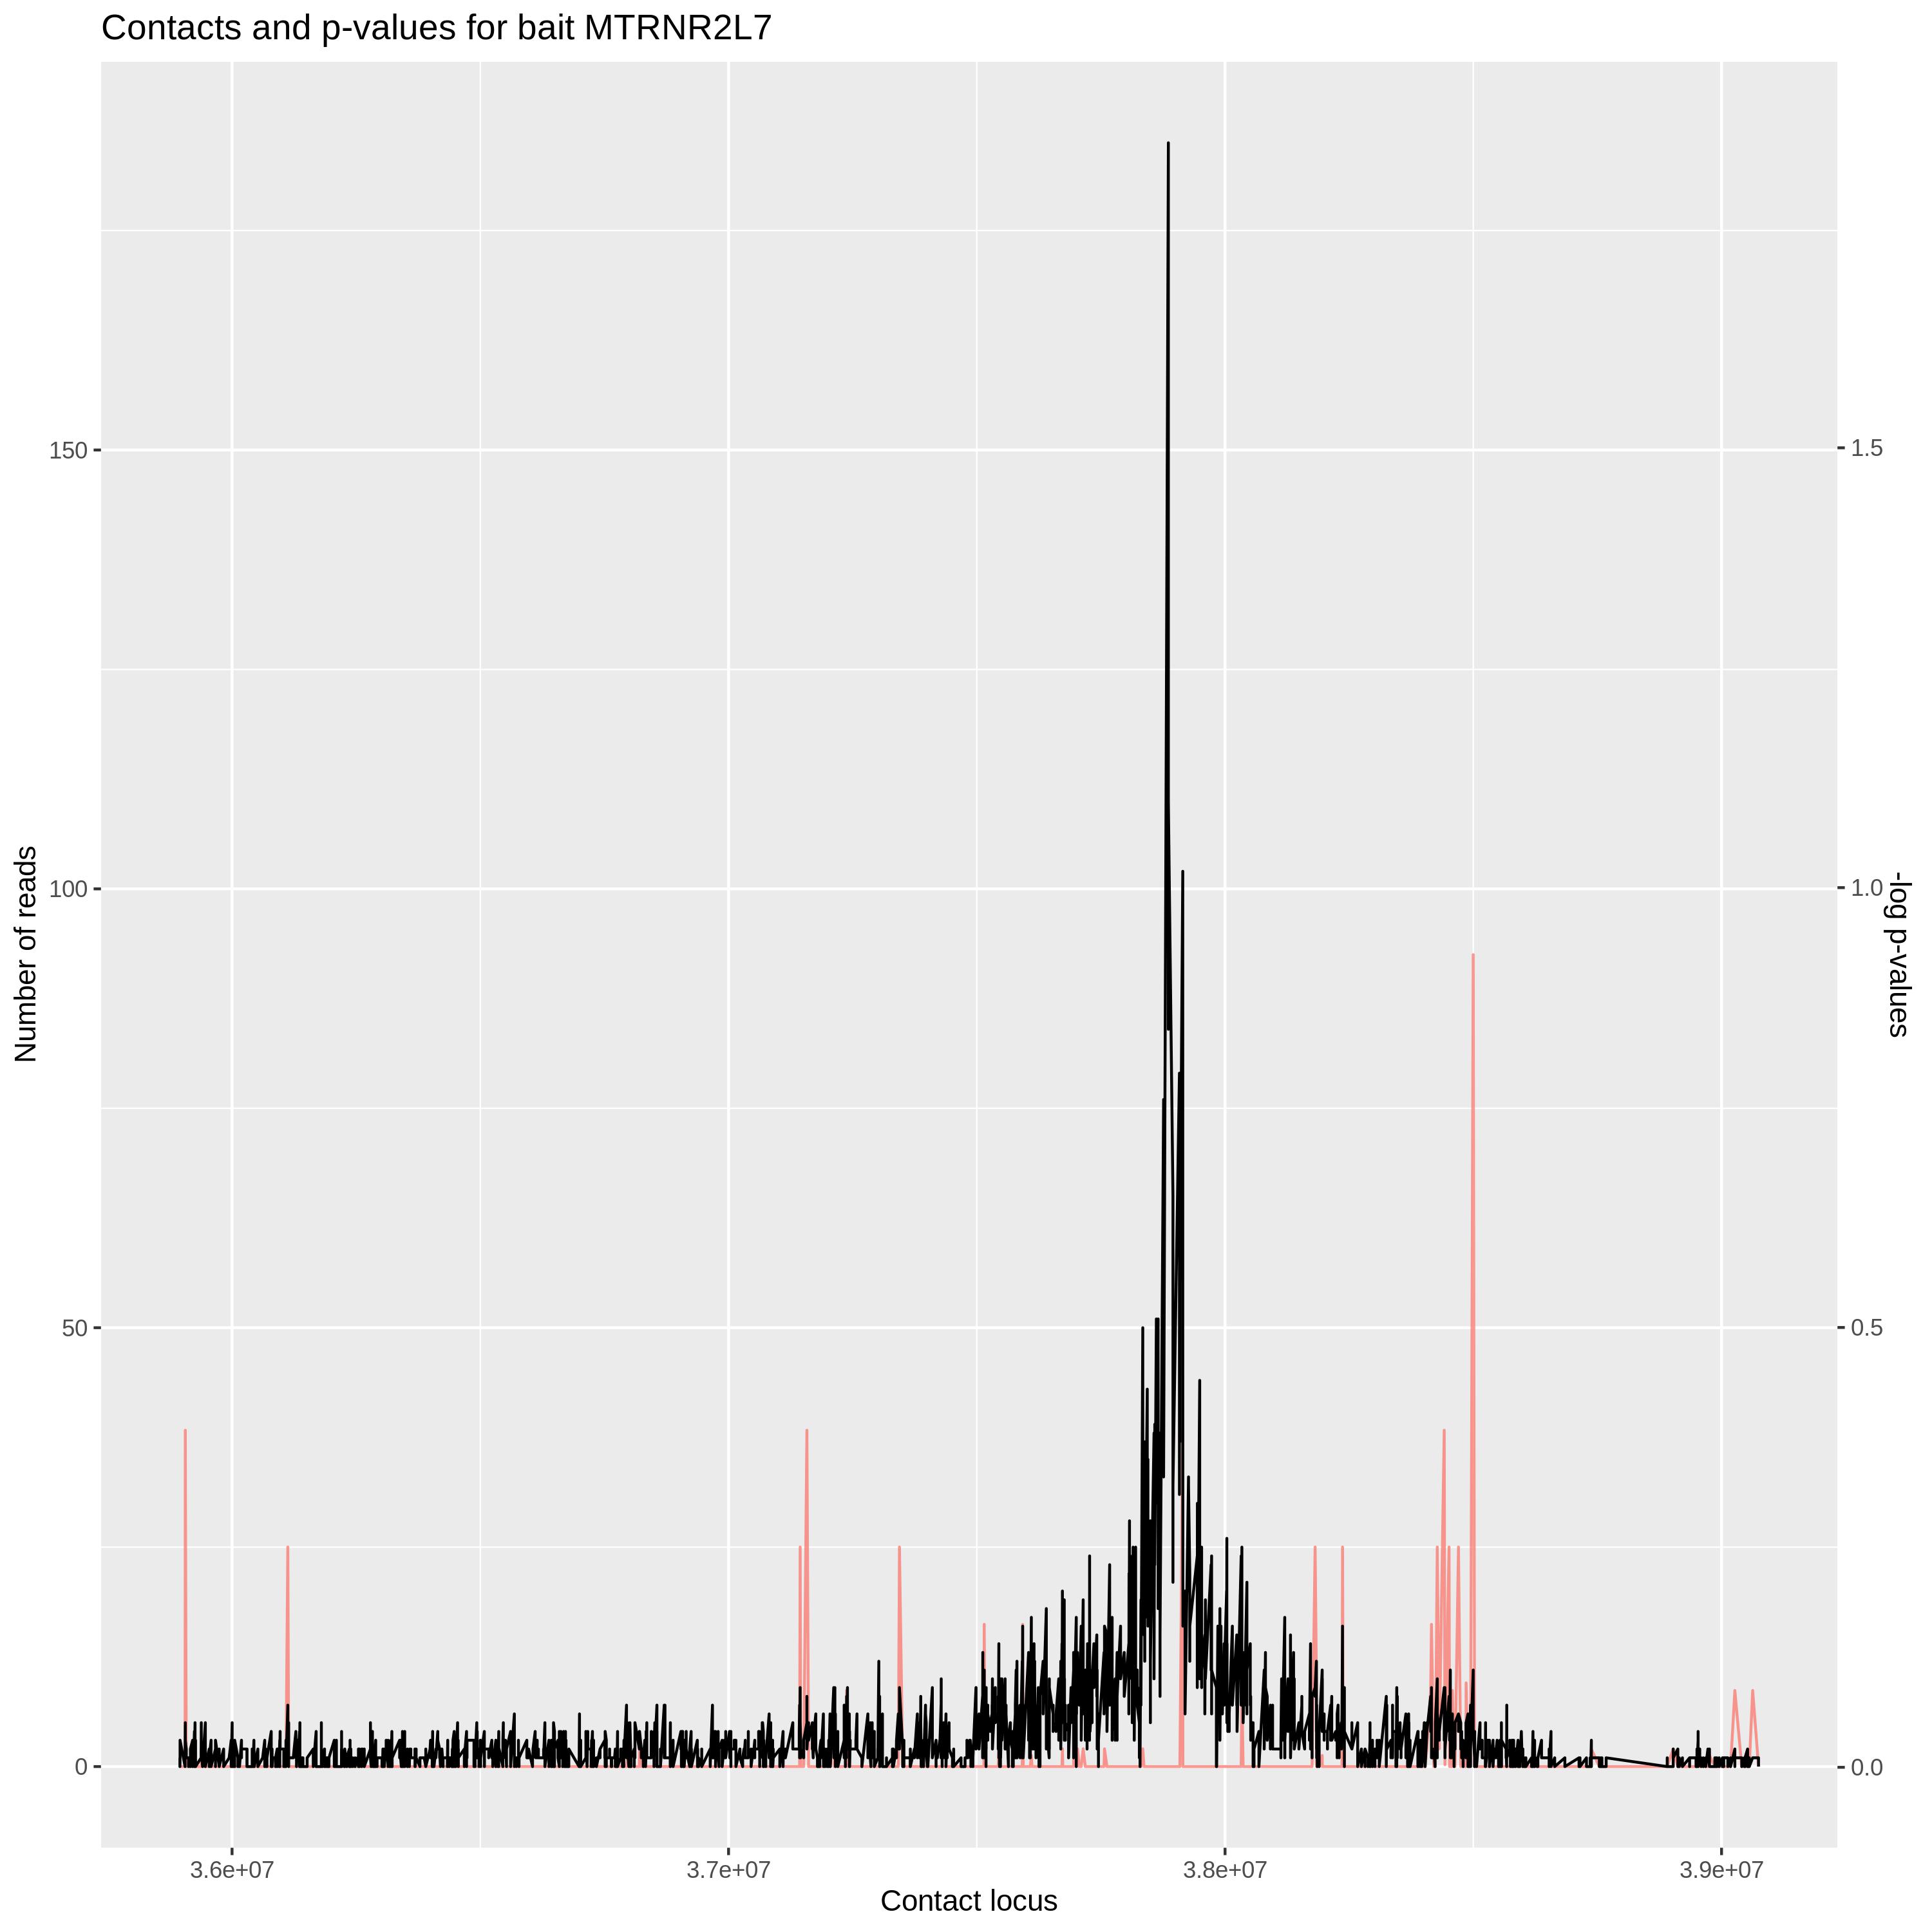 Contacts and p-values for bait MTRNR2L7
150
100
50
0
Number of reads
1.5
1.0
0.5
0.0
-log p-values
3.6e+07
3.7e+07
3.8e+07
3.9e+07
Contact locus